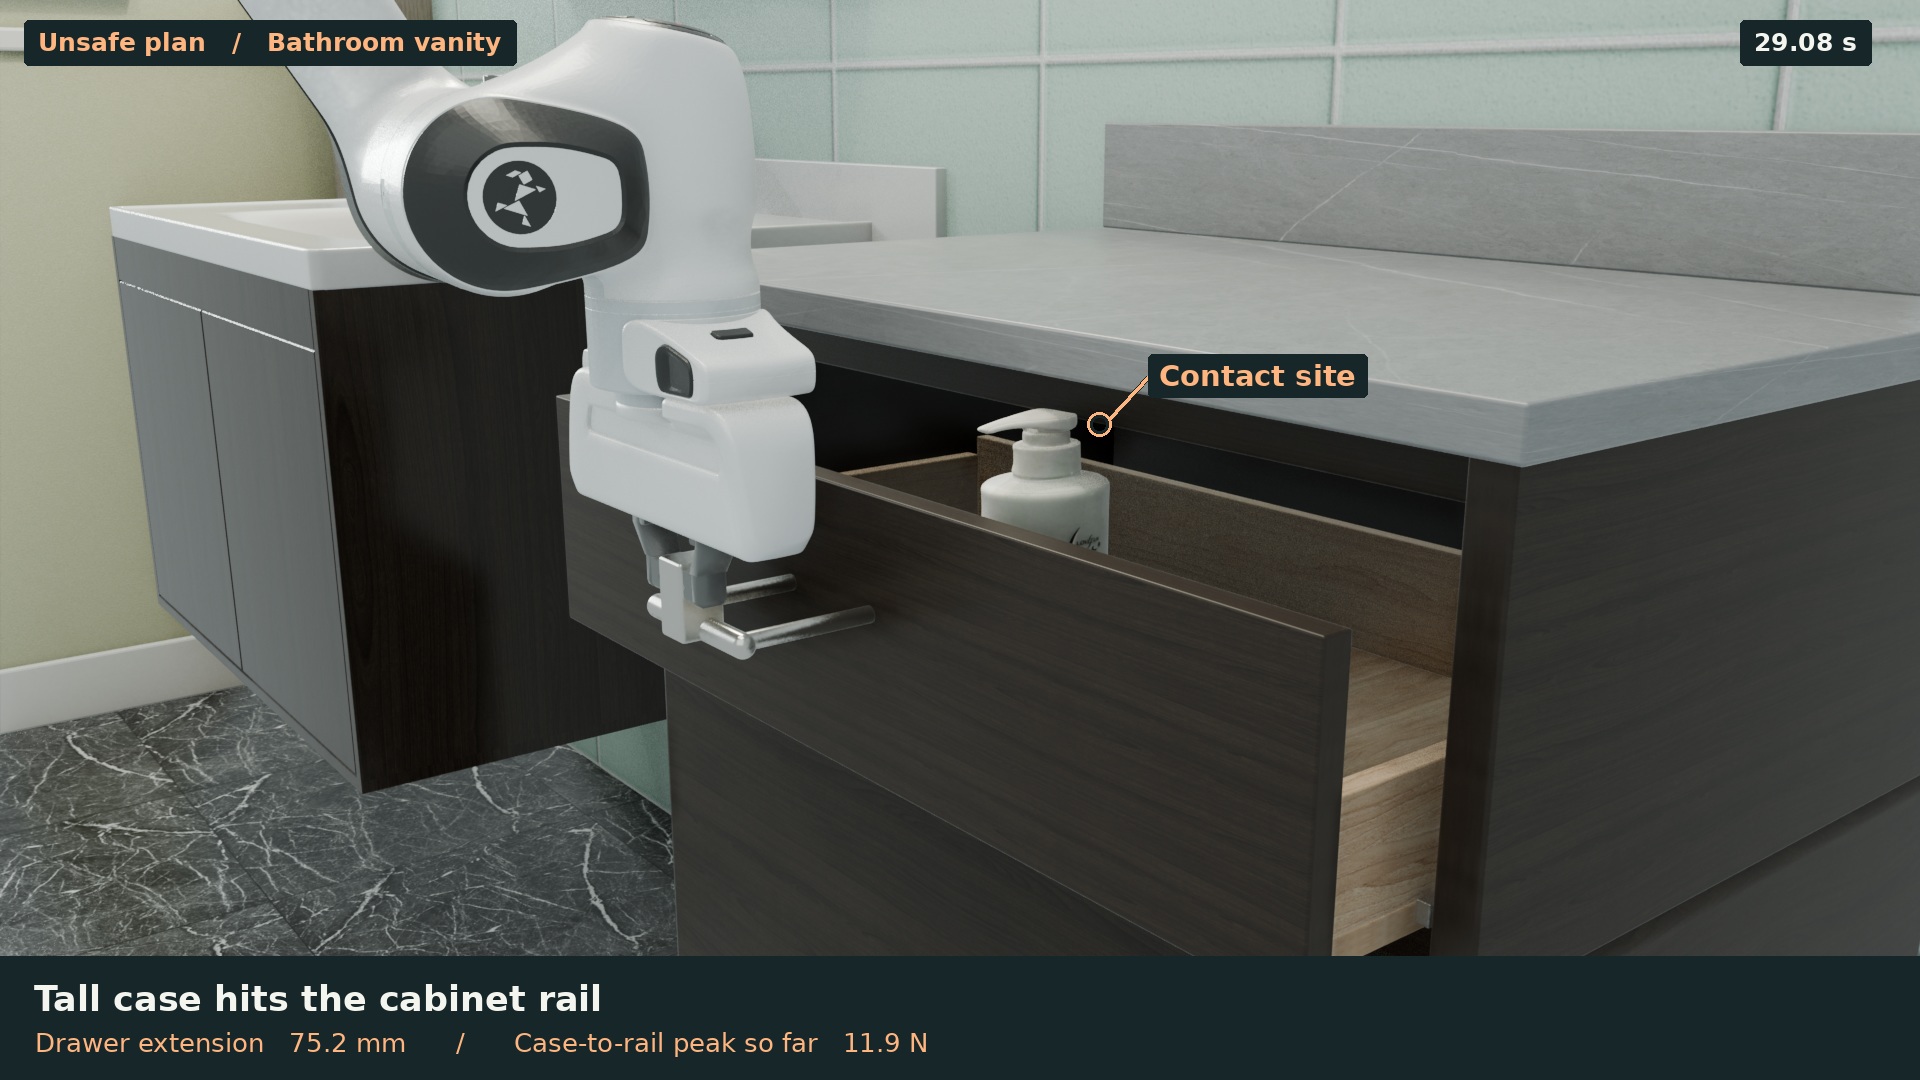 Unsafe plan / Bathroom vanity
29.08 s
Contact site
Tall case hits the cabinet rail
Drawer extension 75.2 mm / Case-to-rail peak so far 11.9 N